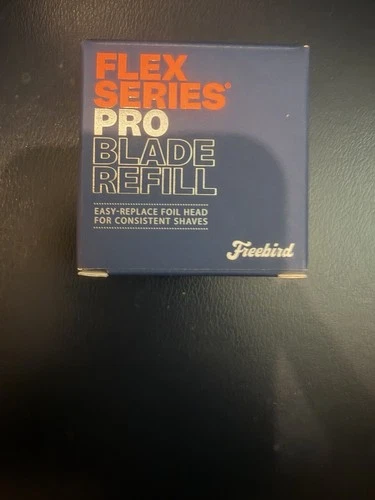 FLEX
SERIES®
PRO
BLADE
REFILL
EASY-REPLACE FOIL HEAD
FOR CONSISTENT SHAVES
Freebird